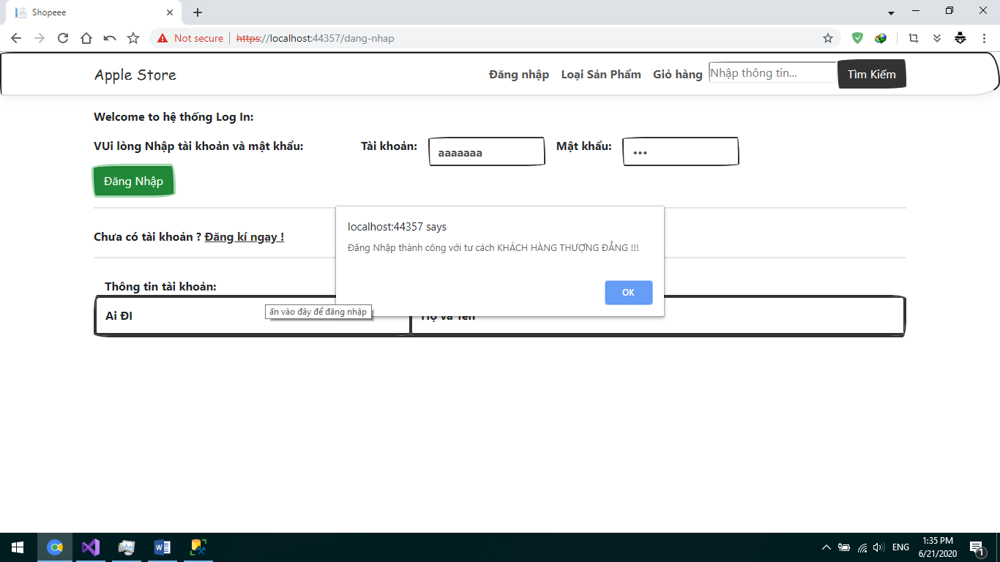 Shopeee
Not secure https://localhost:44357/dang-nhap
Apple Store Đăng nhập Loại Sản Phẩm Giỏ hàng Nhập thông tin... Tìm Kiếm
Welcome to hệ thống Log In:
VUi lòng Nhập tài khoản và mật khẩu: Tài khoản: aaaaaaa Mật khẩu: •••
Đăng Nhập
localhost:44357 says
Đăng Nhập thành công với tư cách KHÁCH HÀNG THƯỢNG ĐẲNG !!!
OK
Chưa có tài khoản ? Đăng kí ngay !
Thông tin tài khoản:
ấn vào đây để đăng nhập
Ai ĐI Họ và Tên
ENG 1:35 PM
6/21/2020
1